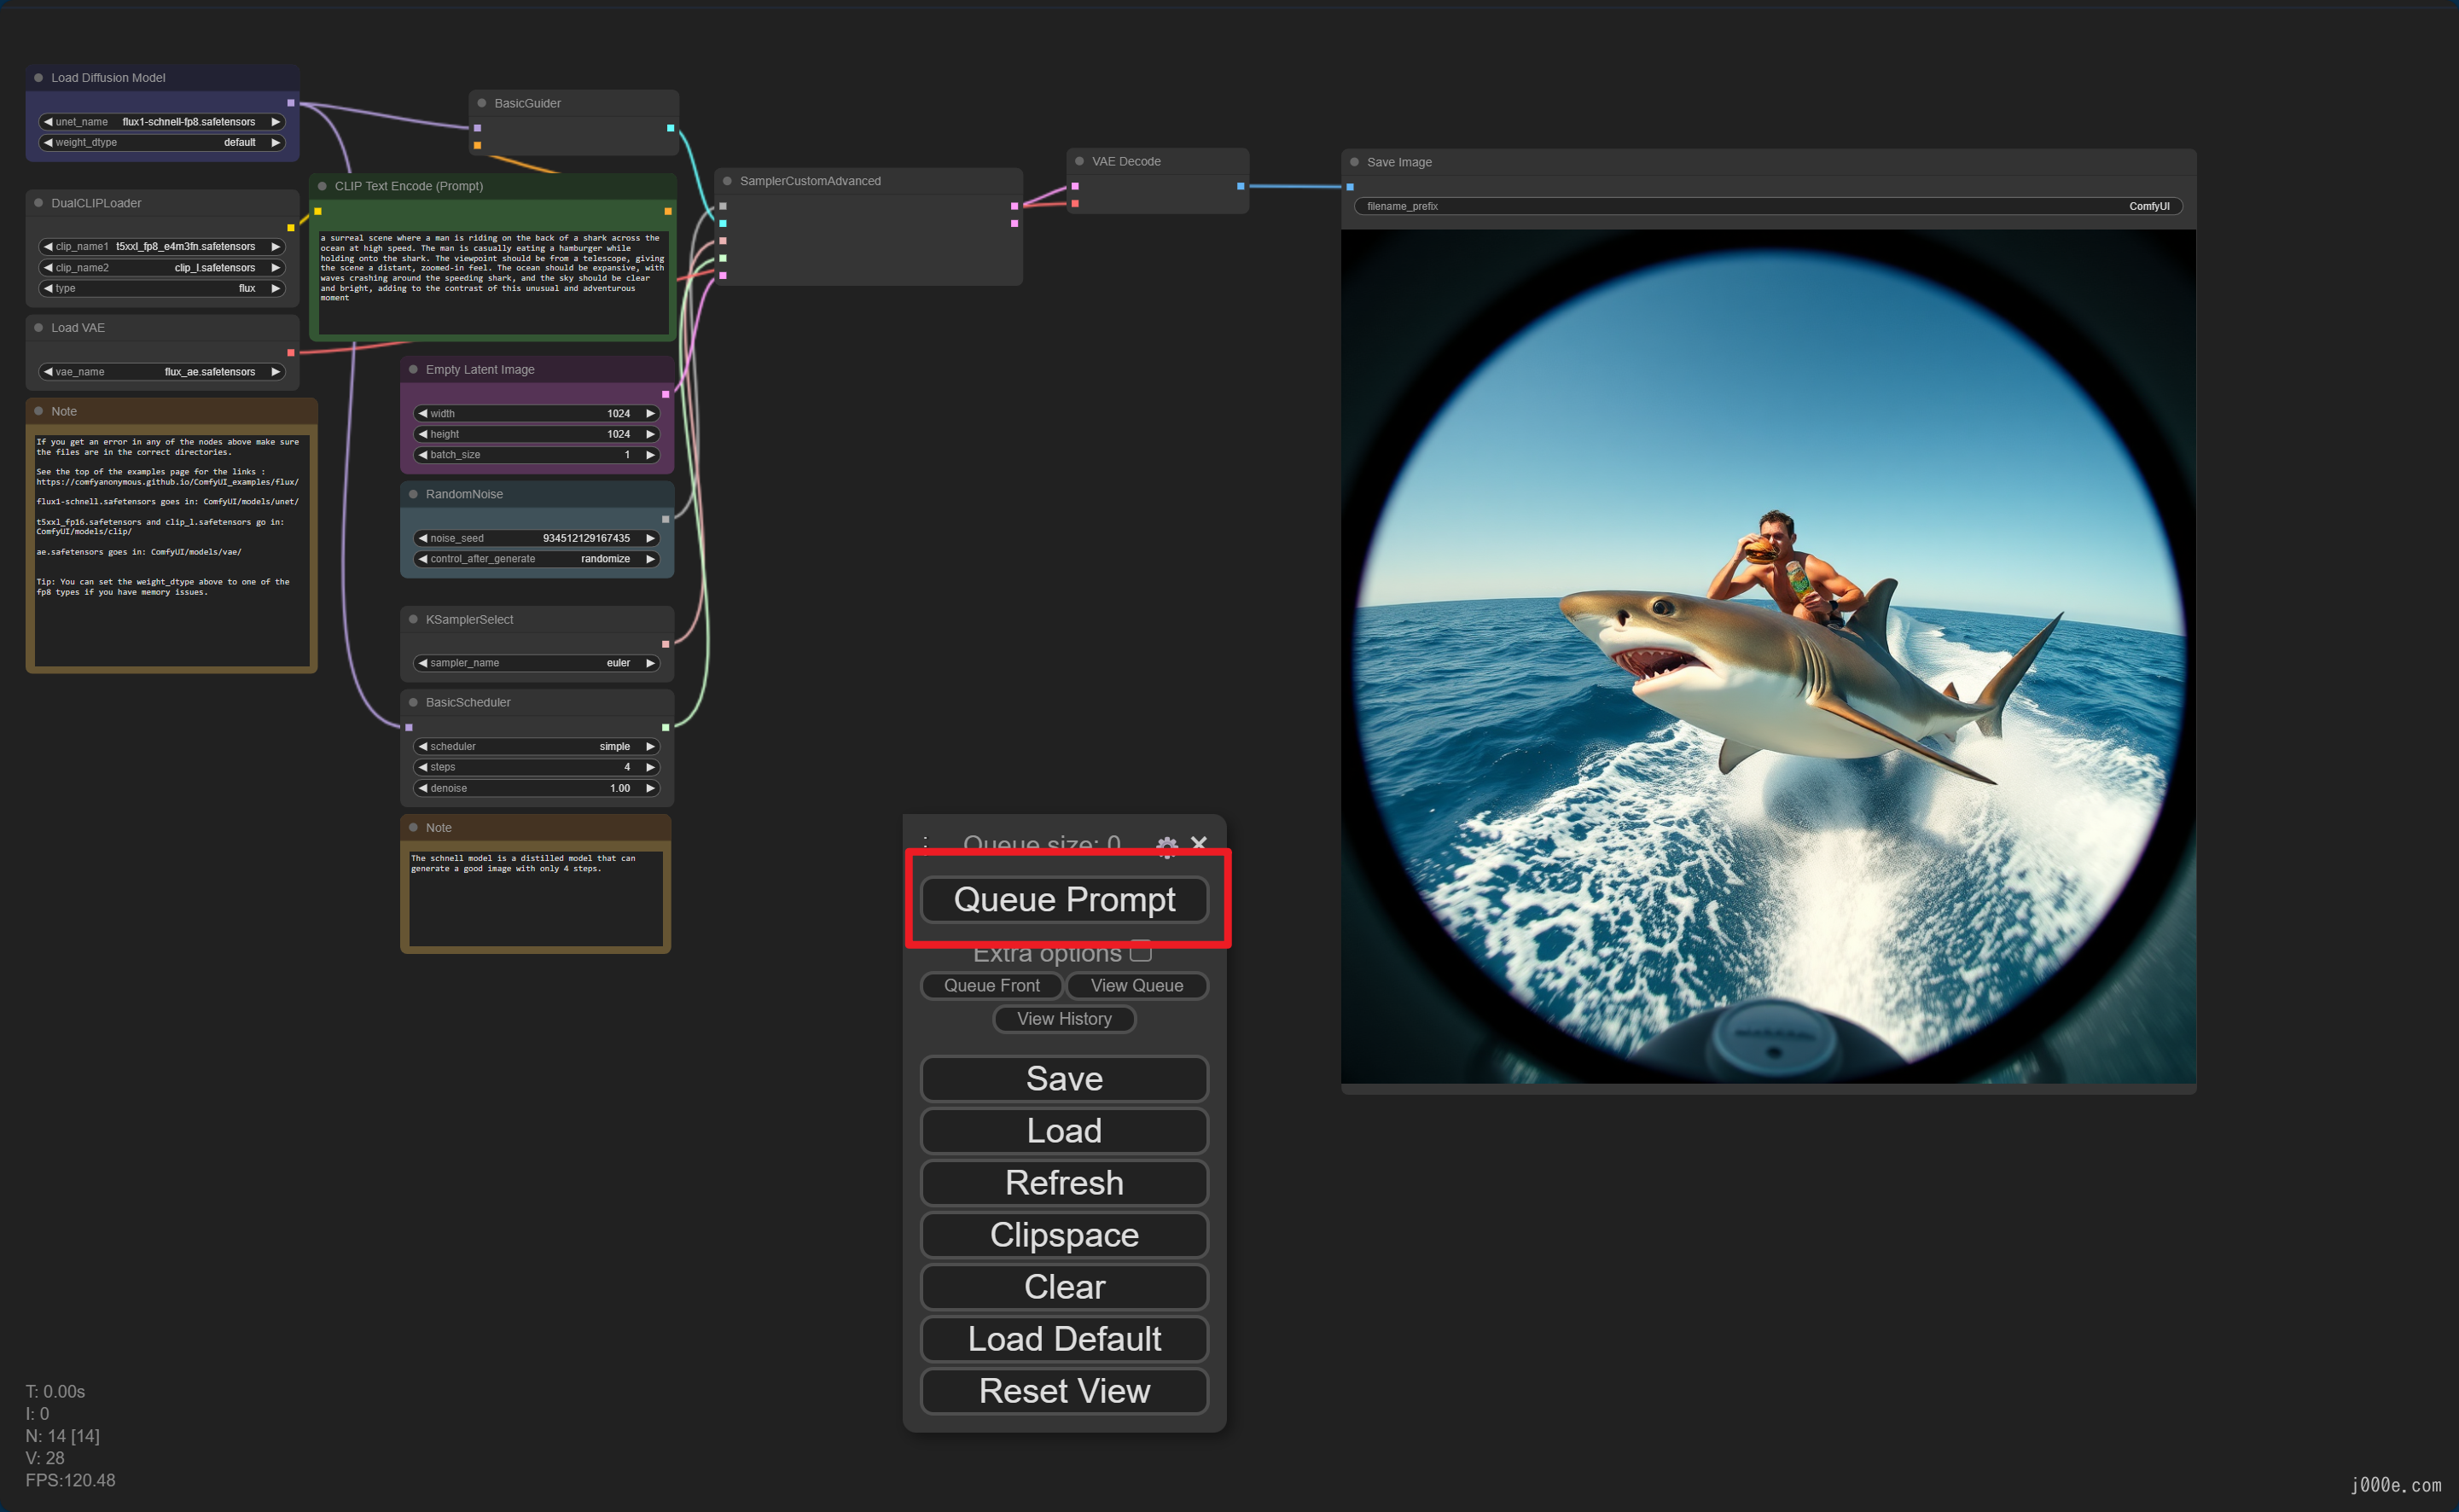 Load Diffusion Model
unet_name flux1-schnell-fp8.safetensors
weight_dtype default
DualCLIPLoader
clip_name1 t5xxl_fp8_e4m3fn.safetensors
clip_name2 clip_l.safetensors
type flux
Load VAE
vae_name flux_ae.safetensors
Note
If you get an error in any of the nodes above make sure
the files are in the correct directories.
See the top of the examples page for the links :
https://comfyanonymous.github.io/ComfyUI_examples/flux/
flux1-schnell.safetensors goes in: ComfyUI/models/unet/
t5xxl_fp16.safetensors and clip_l.safetensors go in:
ComfyUI/models/clip/
ae.safetensors goes in: ComfyUI/models/vae/
Tip: You can set the weight_dtype above to one of the
fp8 types if you have memory issues.
BasicGuider
CLIP Text Encode (Prompt)
a surreal scene where a man is riding on the back of a shark across the
ocean at high speed. The man is casually eating a hamburger while
holding onto the shark. The viewpoint should be from a telescope, giving
the scene a distant, zoomed-in feel. The ocean should be expansive, with
waves crashing around the speeding shark, and the sky should be clear
and bright, adding to the contrast of this unusual and adventurous
moment
Empty Latent Image
width 1024
height 1024
batch_size 1
RandomNoise
noise_seed 934512129167435
control_after_generate randomize
KSamplerSelect
sampler_name euler
BasicScheduler
scheduler simple
steps 4
denoise 1.00
Note
The schnell model is a distilled model that can
generate a good image with only 4 steps.
SamplerCustomAdvanced
VAE Decode
Save Image
filename_prefix ComfyUI
Queue size: 0
Queue Prompt
Extra options
Queue Front View Queue
View History
Save
Load
Refresh
Clipspace
Clear
Load Default
Reset View
T: 0.00s
I: 0
N: 14 [14]
V: 28
FPS:120.48
j000e.com